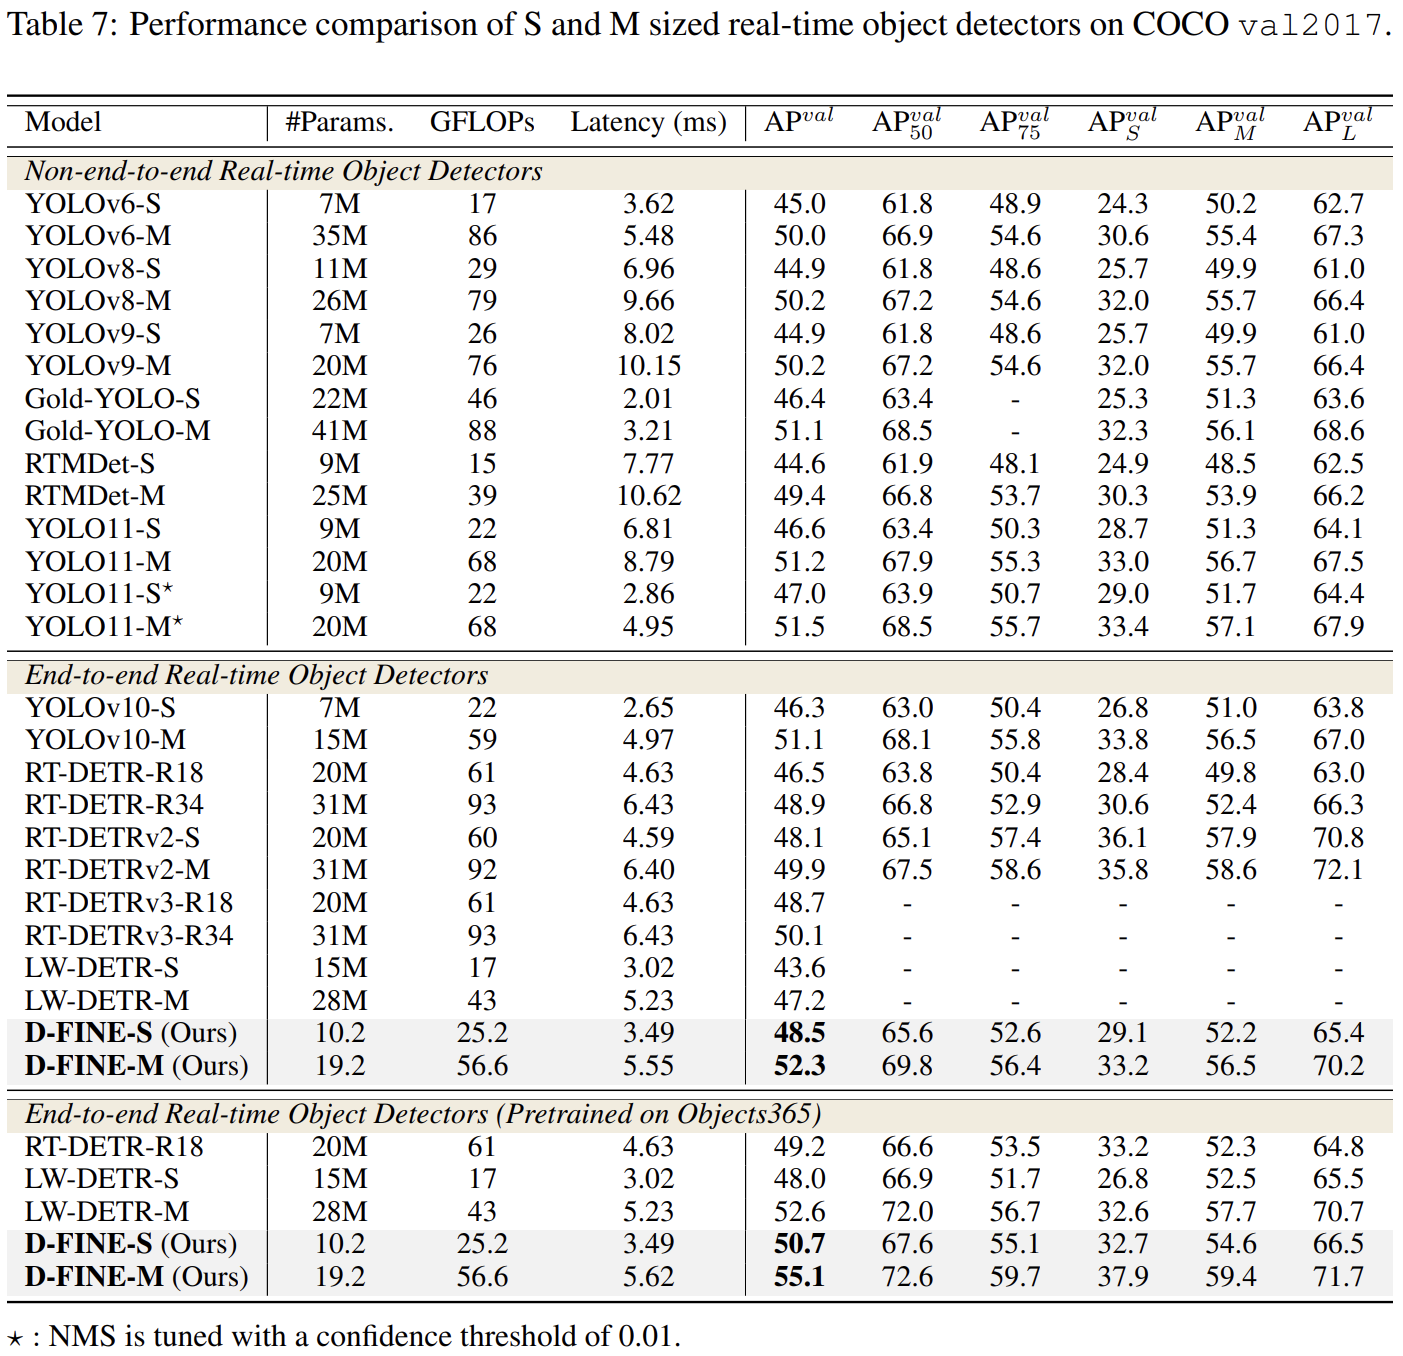 Table 7: Performance comparison of S and M sized real-time object detectors on COCO val2017.
Model #Params. GFLOPs Latency (ms) AP^val AP^val_50 AP^val_75 AP^val_S AP^val_M AP^val_L
Non-end-to-end Real-time Object Detectors
YOLOv6-S 7M 17 3.62 45.0 61.8 48.9 24.3 50.2 62.7
YOLOv6-M 35M 86 5.48 50.0 66.9 54.6 30.6 55.4 67.3
YOLOv8-S 11M 29 6.96 44.9 61.8 48.6 25.7 49.9 61.0
YOLOv8-M 26M 79 9.66 50.2 67.2 54.6 32.0 55.7 66.4
YOLOv9-S 7M 26 8.02 44.9 61.8 48.6 25.7 49.9 61.0
YOLOv9-M 20M 76 10.15 50.2 67.2 54.6 32.0 55.7 66.4
Gold-YOLO-S 22M 46 2.01 46.4 63.4 - 25.3 51.3 63.6
Gold-YOLO-M 41M 88 3.21 51.1 68.5 - 32.3 56.1 68.6
RTMDet-S 9M 15 7.77 44.6 61.9 48.1 24.9 48.5 62.5
RTMDet-M 25M 39 10.62 49.4 66.8 53.7 30.3 53.9 66.2
YOLO11-S 9M 22 6.81 46.6 63.4 50.3 28.7 51.3 64.1
YOLO11-M 20M 68 8.79 51.2 67.9 55.3 33.0 56.7 67.5
YOLO11-S⋆ 9M 22 2.86 47.0 63.9 50.7 29.0 51.7 64.4
YOLO11-M⋆ 20M 68 4.95 51.5 68.5 55.7 33.4 57.1 67.9
End-to-end Real-time Object Detectors
YOLOv10-S 7M 22 2.65 46.3 63.0 50.4 26.8 51.0 63.8
YOLOv10-M 15M 59 4.97 51.1 68.1 55.8 33.8 56.5 67.0
RT-DETR-R18 20M 61 4.63 46.5 63.8 50.4 28.4 49.8 63.0
RT-DETR-R34 31M 93 6.43 48.9 66.8 52.9 30.6 52.4 66.3
RT-DETRv2-S 20M 60 4.59 48.1 65.1 57.4 36.1 57.9 70.8
RT-DETRv2-M 31M 92 6.40 49.9 67.5 58.6 35.8 58.6 72.1
RT-DETRv3-R18 20M 61 4.63 48.7 - - - - -
RT-DETRv3-R34 31M 93 6.43 50.1 - - - - -
LW-DETR-S 15M 17 3.02 43.6 - - - - -
LW-DETR-M 28M 43 5.23 47.2 - - - - -
D-FINE-S (Ours) 10.2 25.2 3.49 48.5 65.6 52.6 29.1 52.2 65.4
D-FINE-M (Ours) 19.2 56.6 5.55 52.3 69.8 56.4 33.2 56.5 70.2
End-to-end Real-time Object Detectors (Pretrained on Objects365)
RT-DETR-R18 20M 61 4.63 49.2 66.6 53.5 33.2 52.3 64.8
LW-DETR-S 15M 17 3.02 48.0 66.9 51.7 26.8 52.5 65.5
LW-DETR-M 28M 43 5.23 52.6 72.0 56.7 32.6 57.7 70.7
D-FINE-S (Ours) 10.2 25.2 3.49 50.7 67.6 55.1 32.7 54.6 66.5
D-FINE-M (Ours) 19.2 56.6 5.62 55.1 72.6 59.7 37.9 59.4 71.7
⋆ : NMS is tuned with a confidence threshold of 0.01.